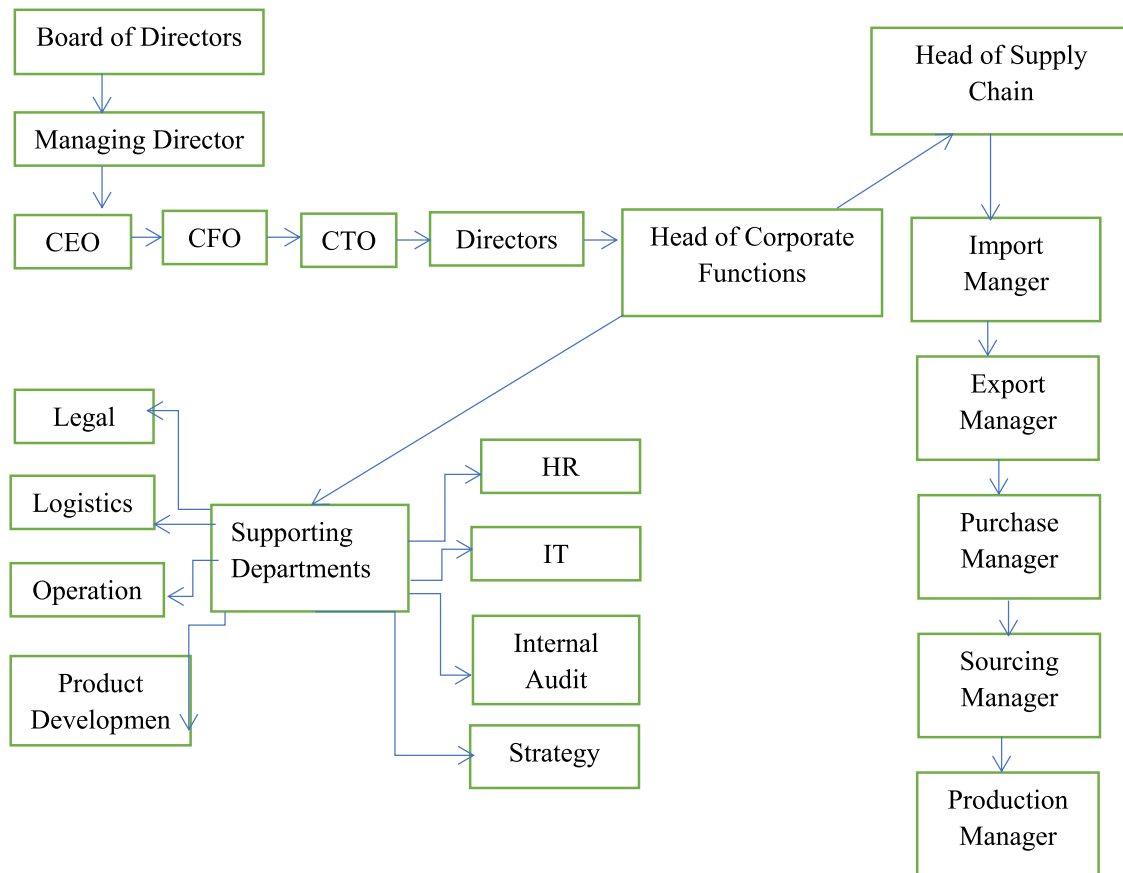 Board of Directors
Managing Director
CEO
CFO
CTO
Directors
Head of Corporate
Functions
Head of Supply
Chain
Import
Manger
Export
Manager
Purchase
Manager
Sourcing
Manager
Production
Manager
Supporting
Departments
Legal
Logistics
Operation
Product
Developmen
HR
IT
Internal
Audit
Strategy